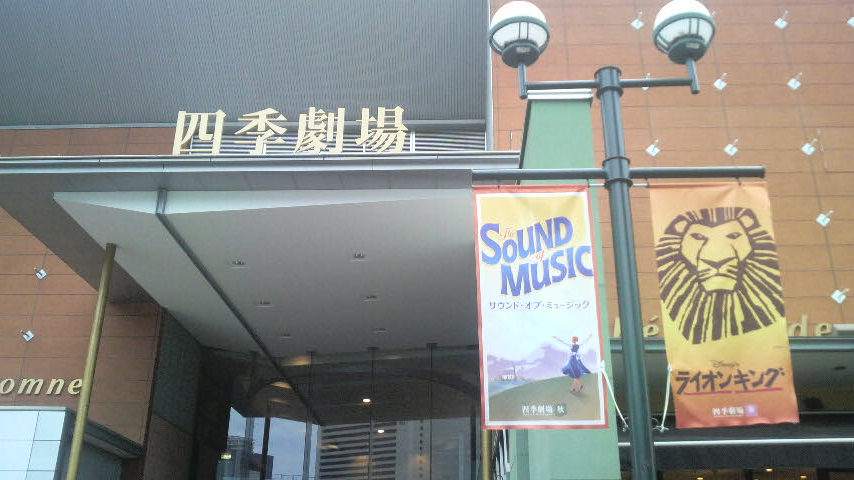 四季劇場
The
SOUND
of
MUSIC
サウンド・オブ・ミュージック
四季劇場 秋
Disney's
ライオンキング
四季劇場 春
omne
de